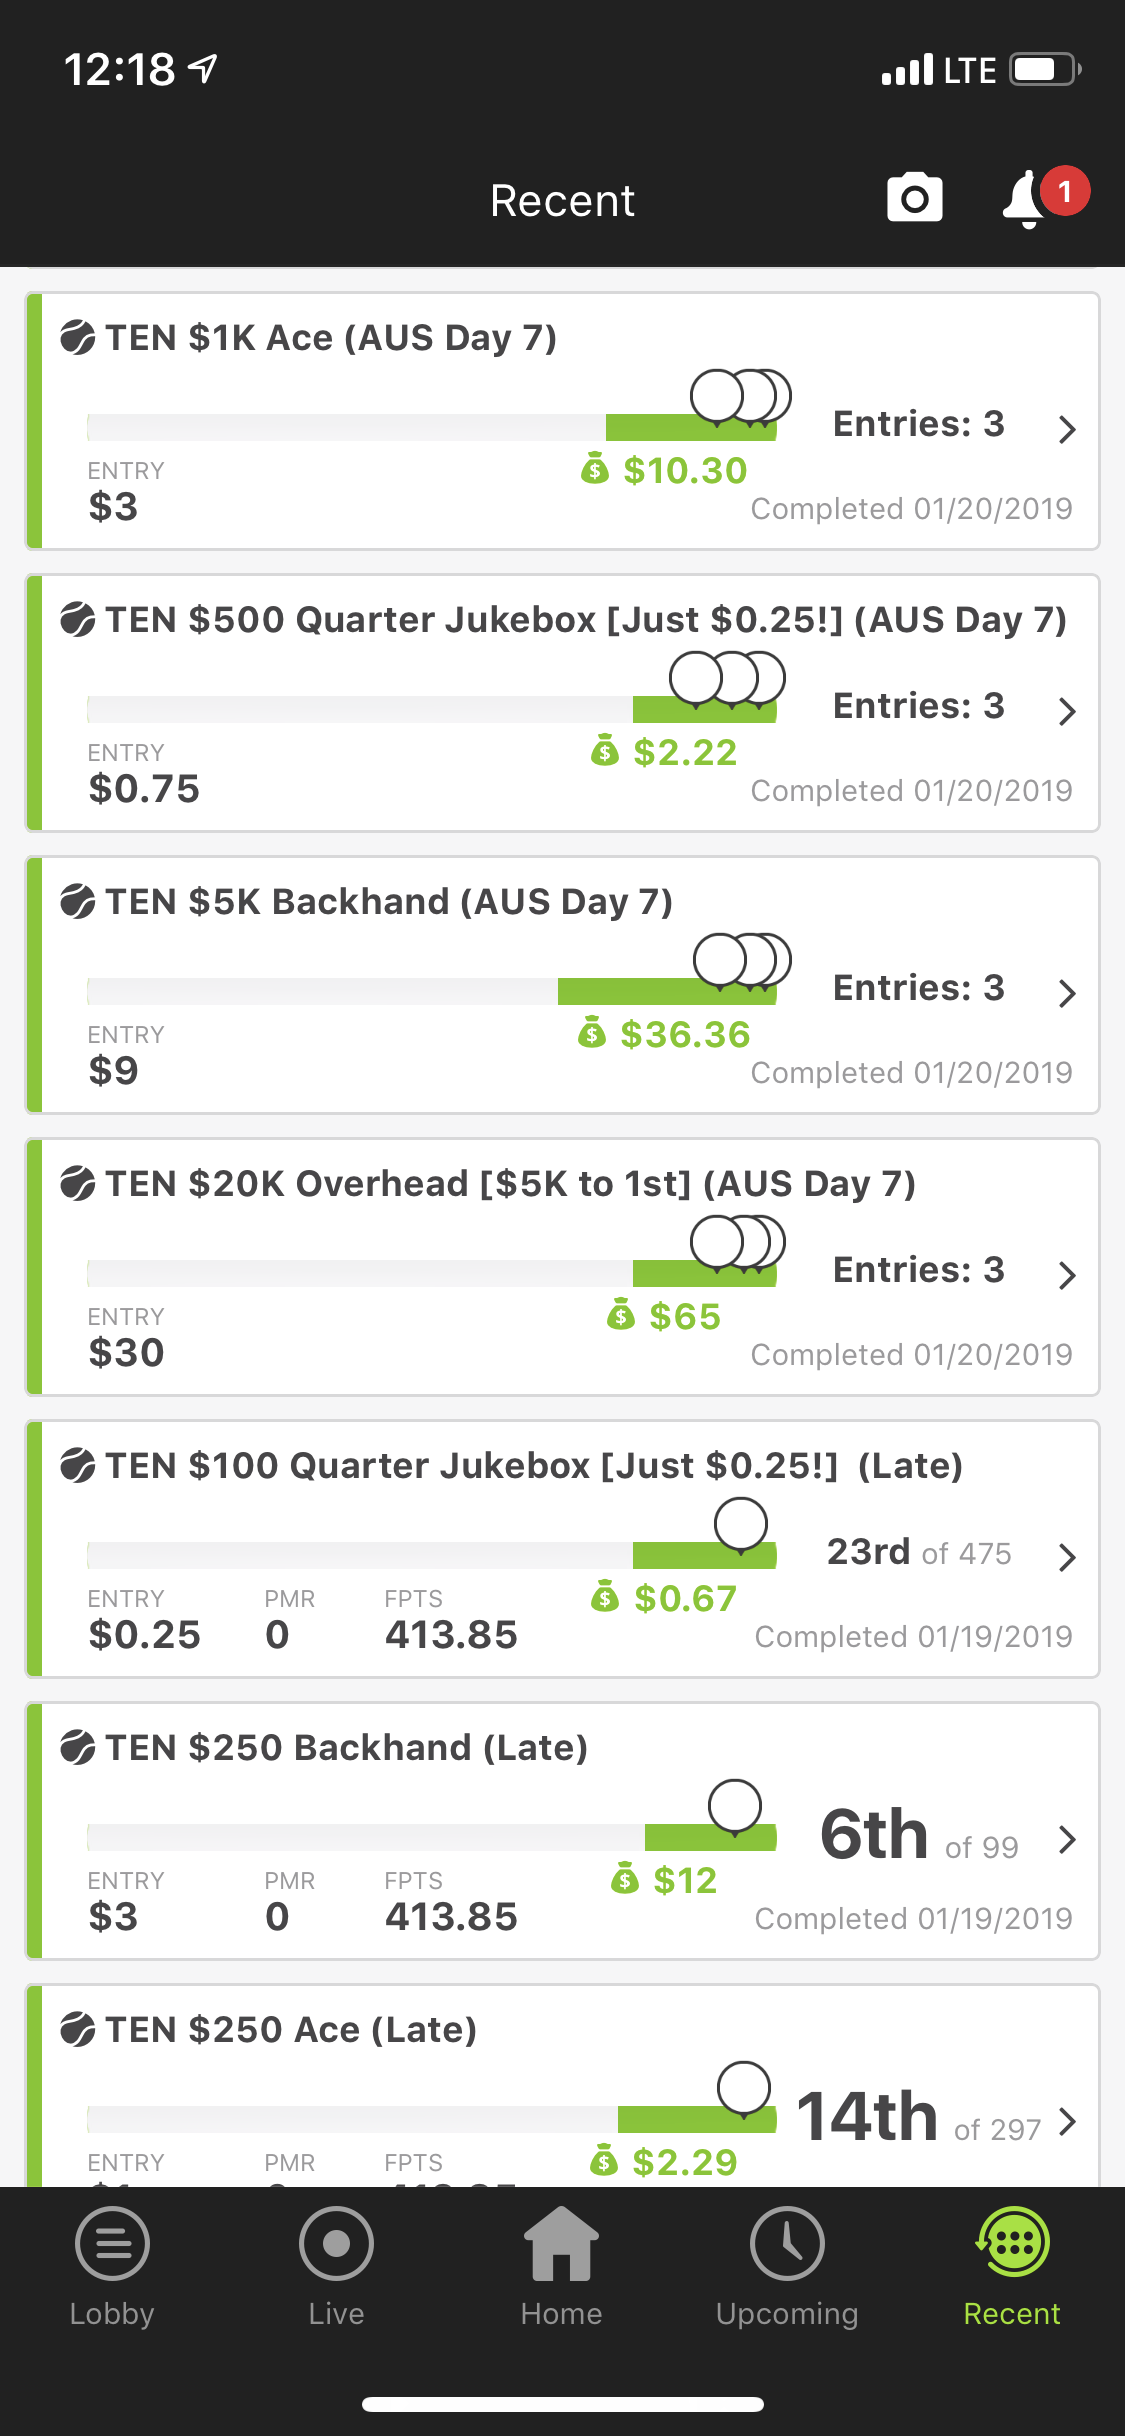 12:18 LTE
Recent 1
TEN $1K Ace (AUS Day 7)
Entries: 3
ENTRY $10.30
$3 Completed 01/20/2019
TEN $500 Quarter Jukebox [Just $0.25!] (AUS Day 7)
Entries: 3
ENTRY $2.22
$0.75 Completed 01/20/2019
TEN $5K Backhand (AUS Day 7)
Entries: 3
ENTRY $36.36
$9 Completed 01/20/2019
TEN $20K Overhead [$5K to 1st] (AUS Day 7)
Entries: 3
ENTRY $65
$30 Completed 01/20/2019
TEN $100 Quarter Jukebox [Just $0.25!] (Late)
23rd of 475
ENTRY PMR FPTS $0.67
$0.25 0 413.85 Completed 01/19/2019
TEN $250 Backhand (Late)
6th of 99
ENTRY PMR FPTS $12
$3 0 413.85 Completed 01/19/2019
TEN $250 Ace (Late)
14th of 297
ENTRY PMR FPTS $2.29
Lobby Live Home Upcoming Recent